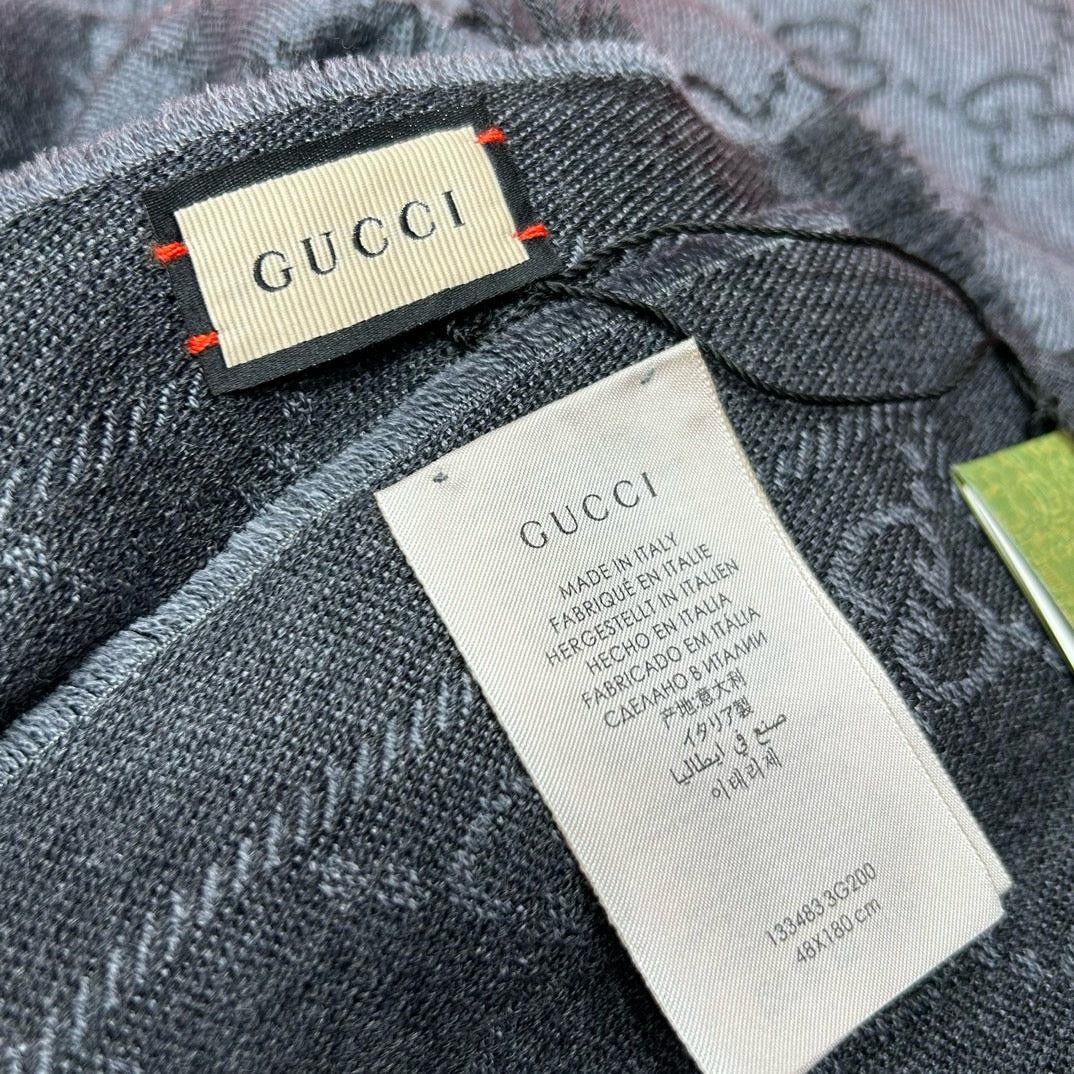 GUCCI
GUCCI
MADE IN ITALY
FABRIQUÉ EN ITALIE
HERGESTELLT IN ITALIEN
HECHO EN ITALIA
FABRICADO EM ITÁLIA
СДЕЛАНО В ИТАЛИИ
产地:意大利
イタリア製
صنع في ايطاليا
이태리제
133483 3G200
48X180 cm